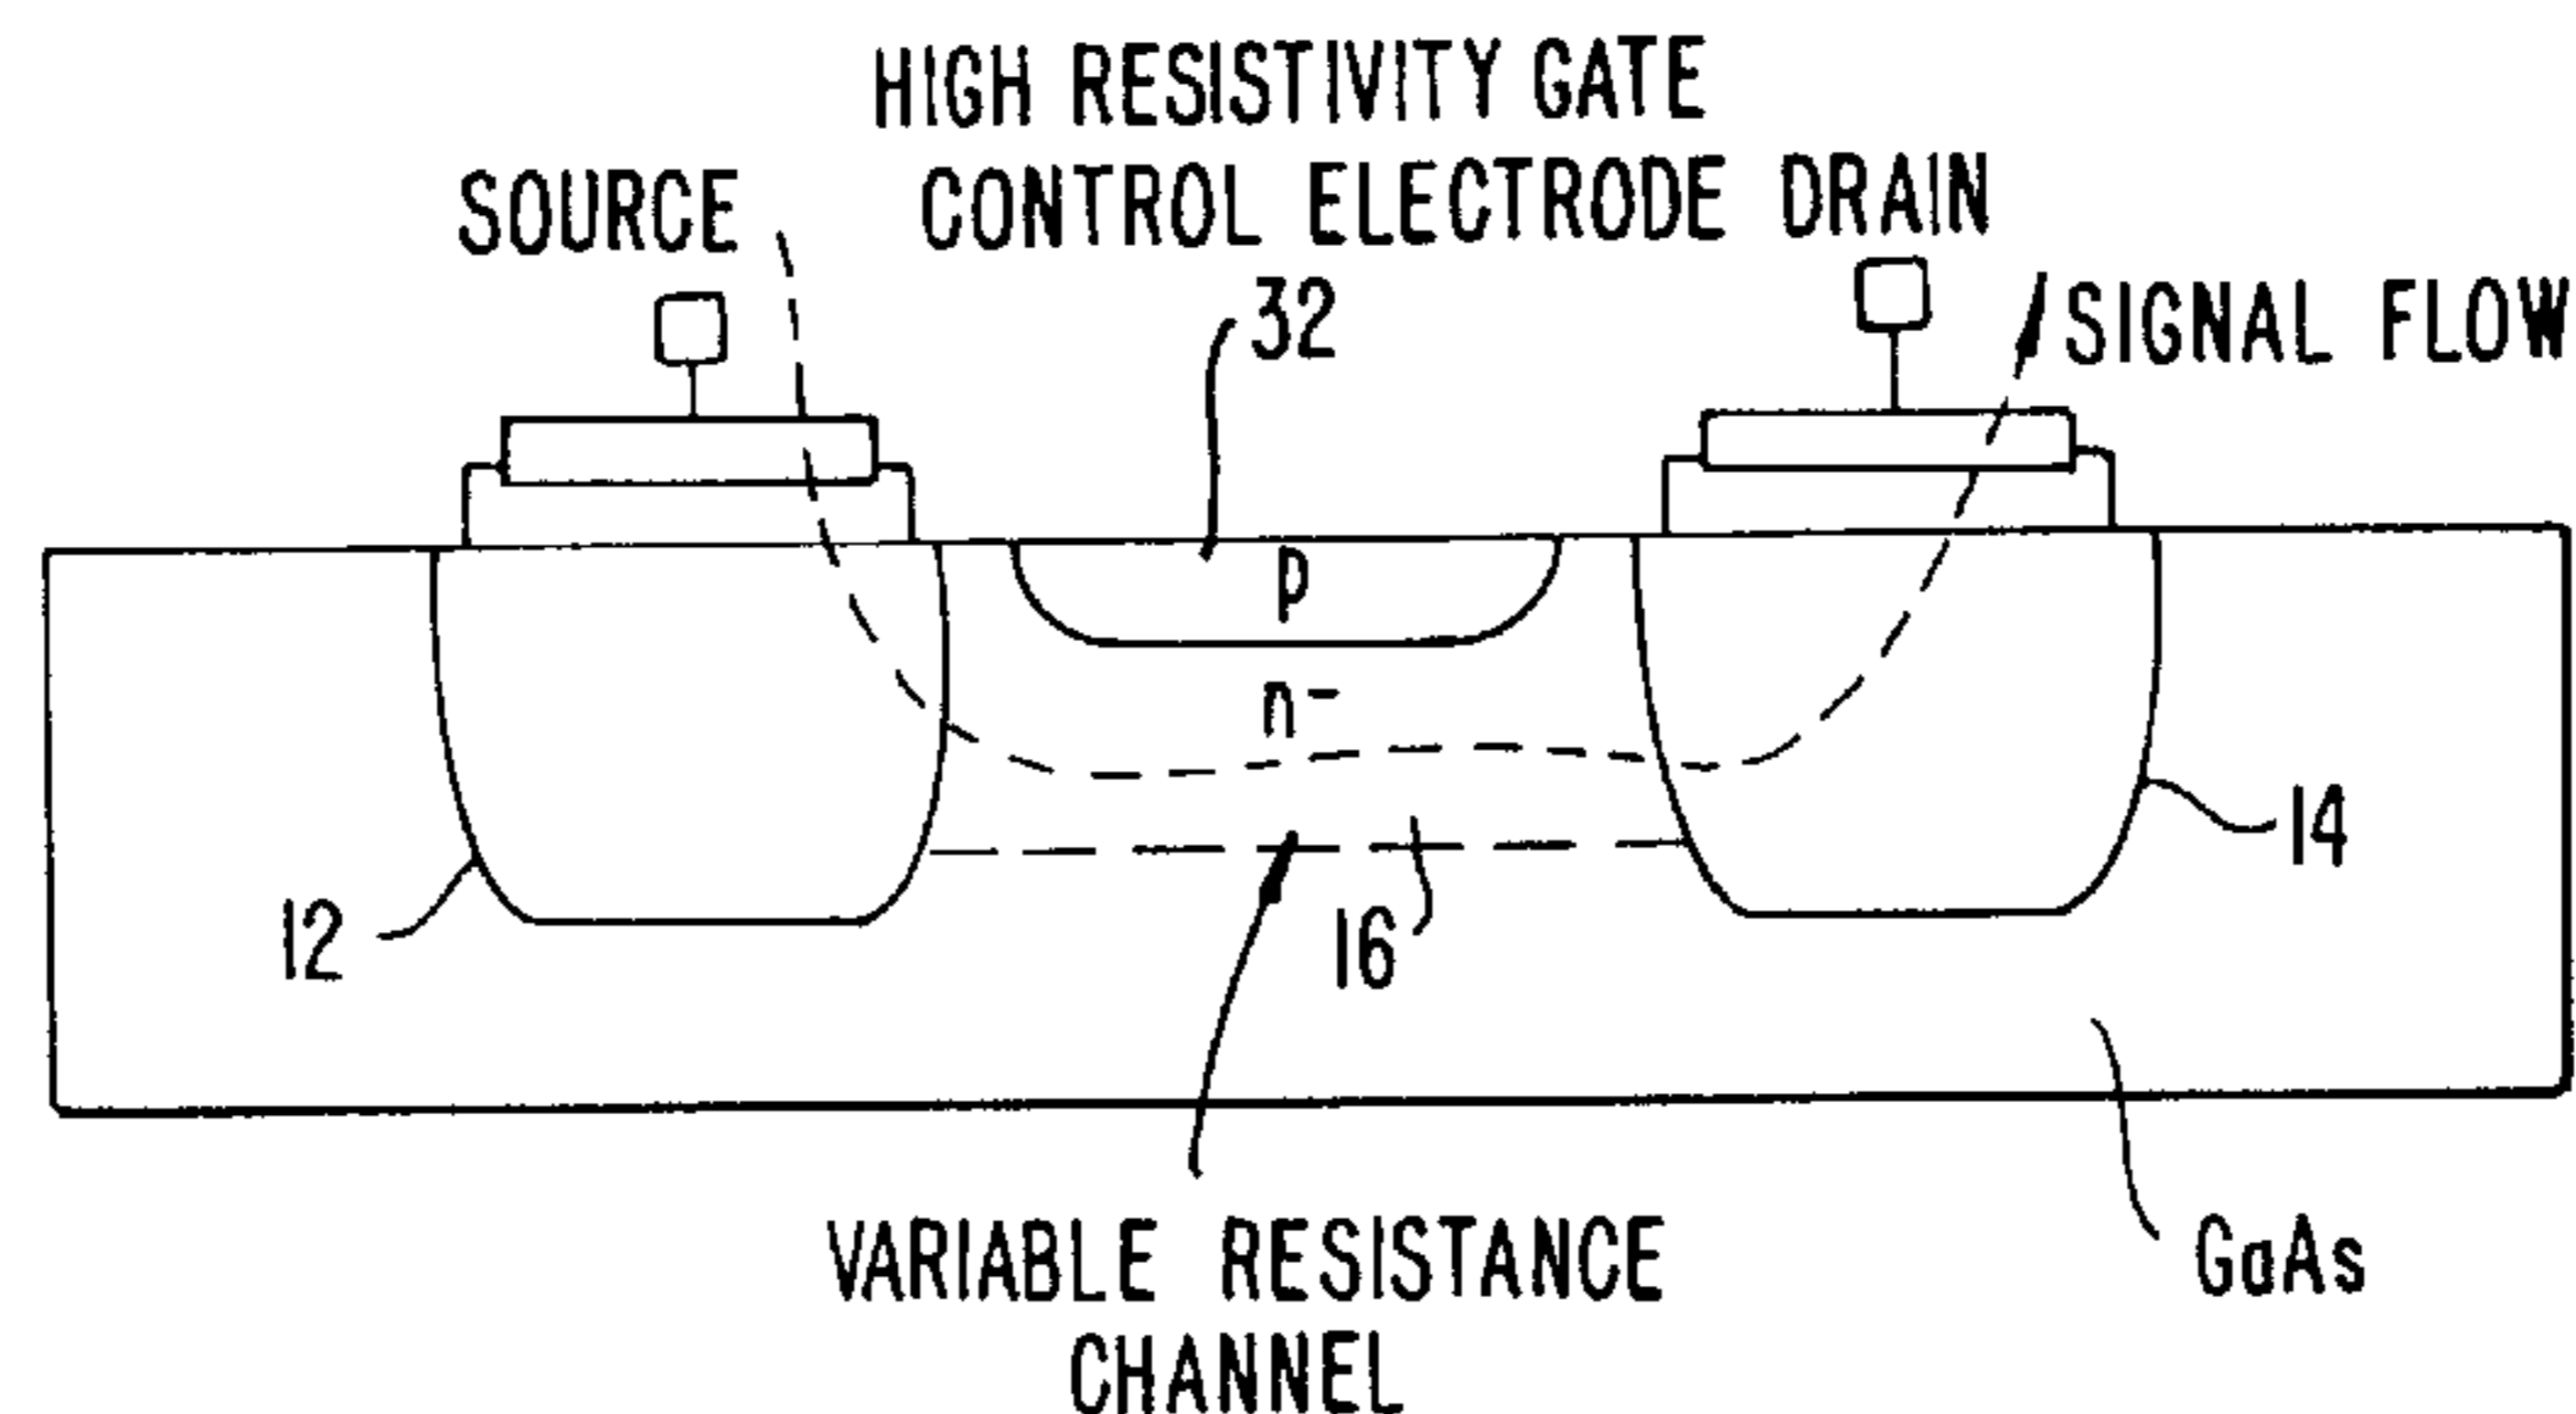 HIGH RESISTIVITY GATE
SOURCE
CONTROL ELECTRODE
DRAIN
32
SIGNAL FLOW
p
n-
14
12
16
GaAs
VARIABLE RESISTANCE
CHANNEL